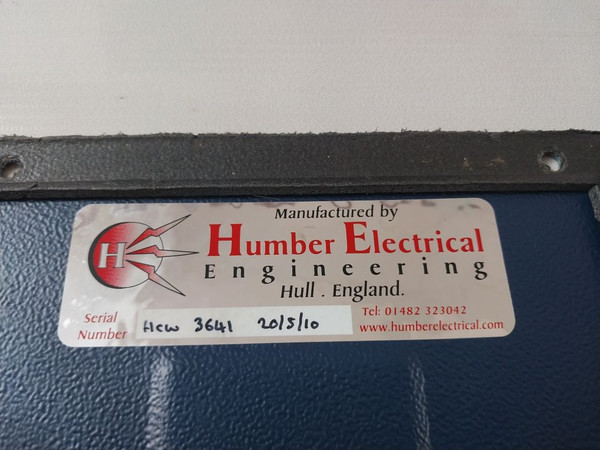 Manufactured by
H
Humber Electrical
Engineering
Hull . England.
Serial
Number
Hcw 3641 20/5/10
Tel: 01482 323042
www.humberelectrical.com